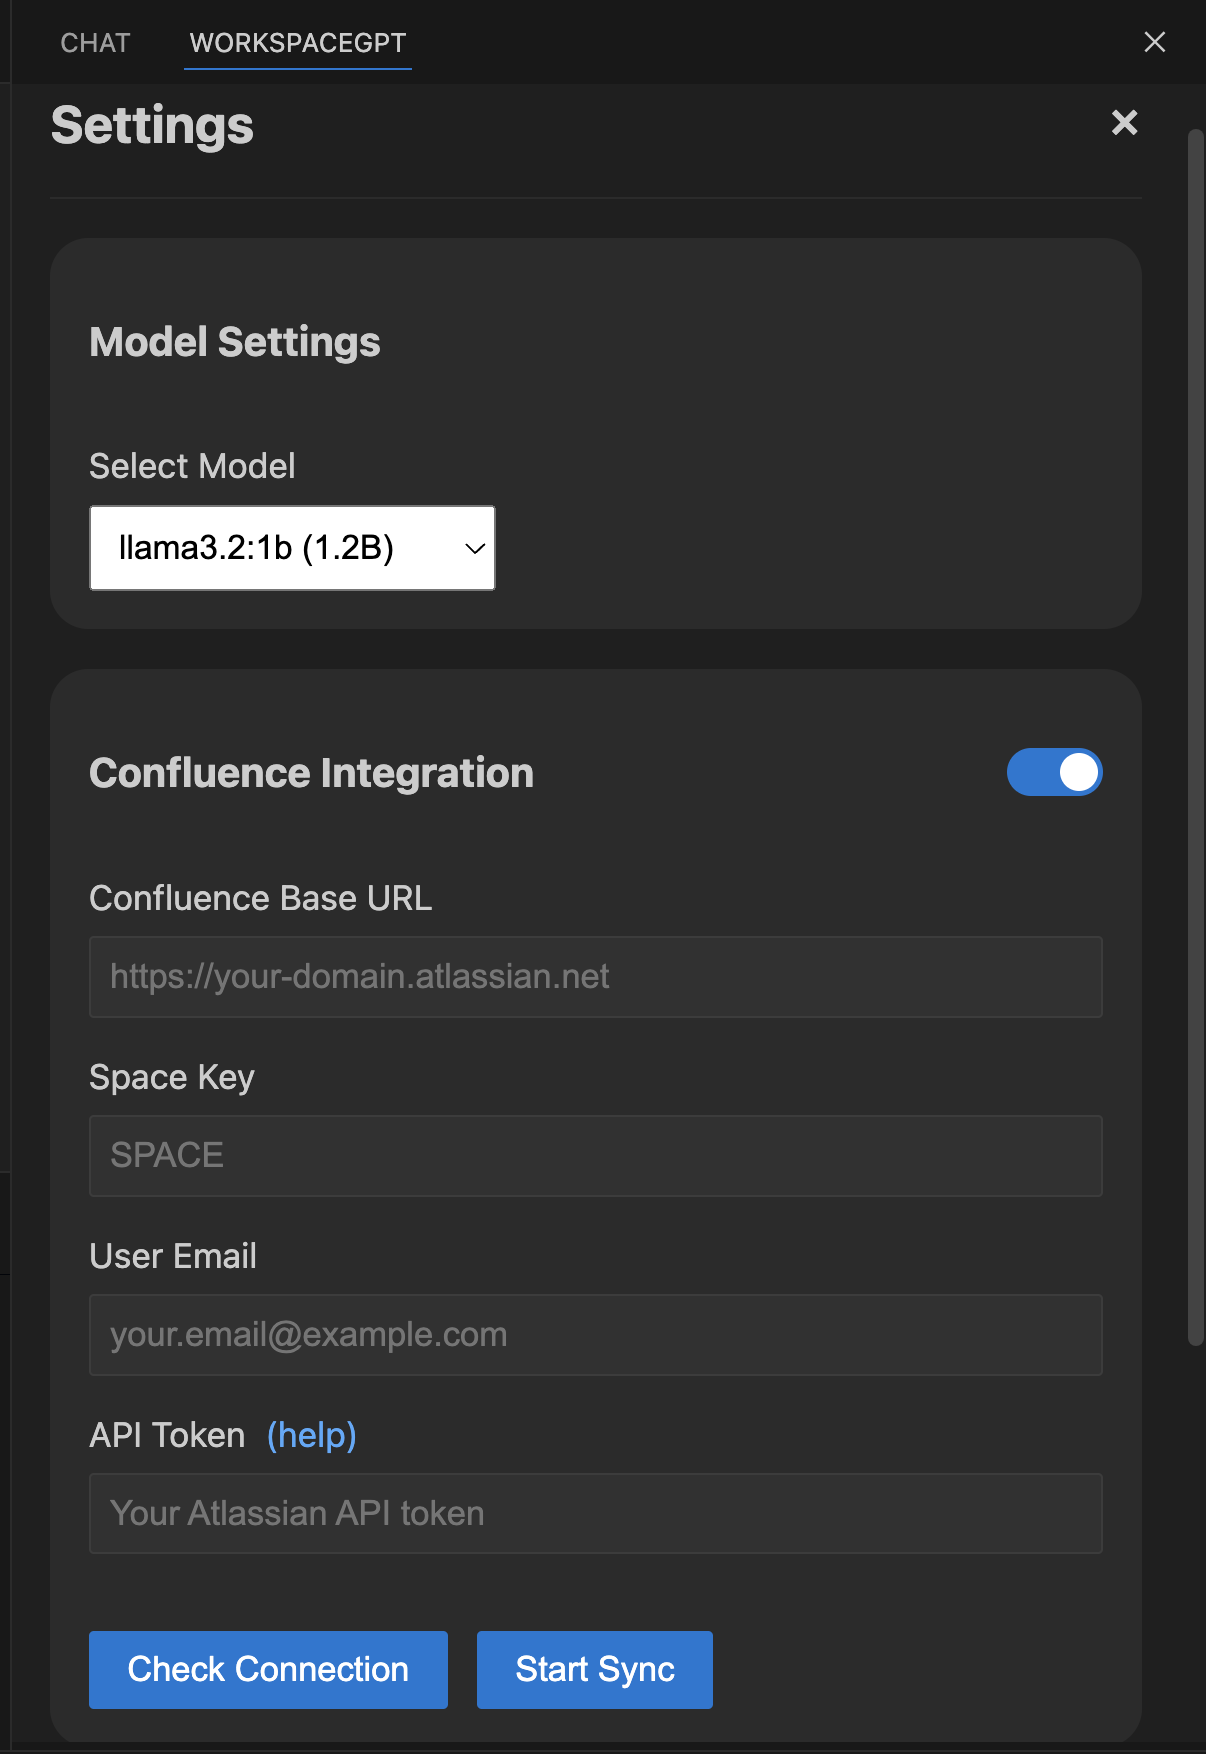 CHAT WORKSPACEGPT
Settings
Model Settings
Select Model
llama3.2:1b (1.2B)
Confluence Integration
Confluence Base URL
https://your-domain.atlassian.net
Space Key
SPACE
User Email
your.email@example.com
API Token (help)
Your Atlassian API token
Check Connection Start Sync